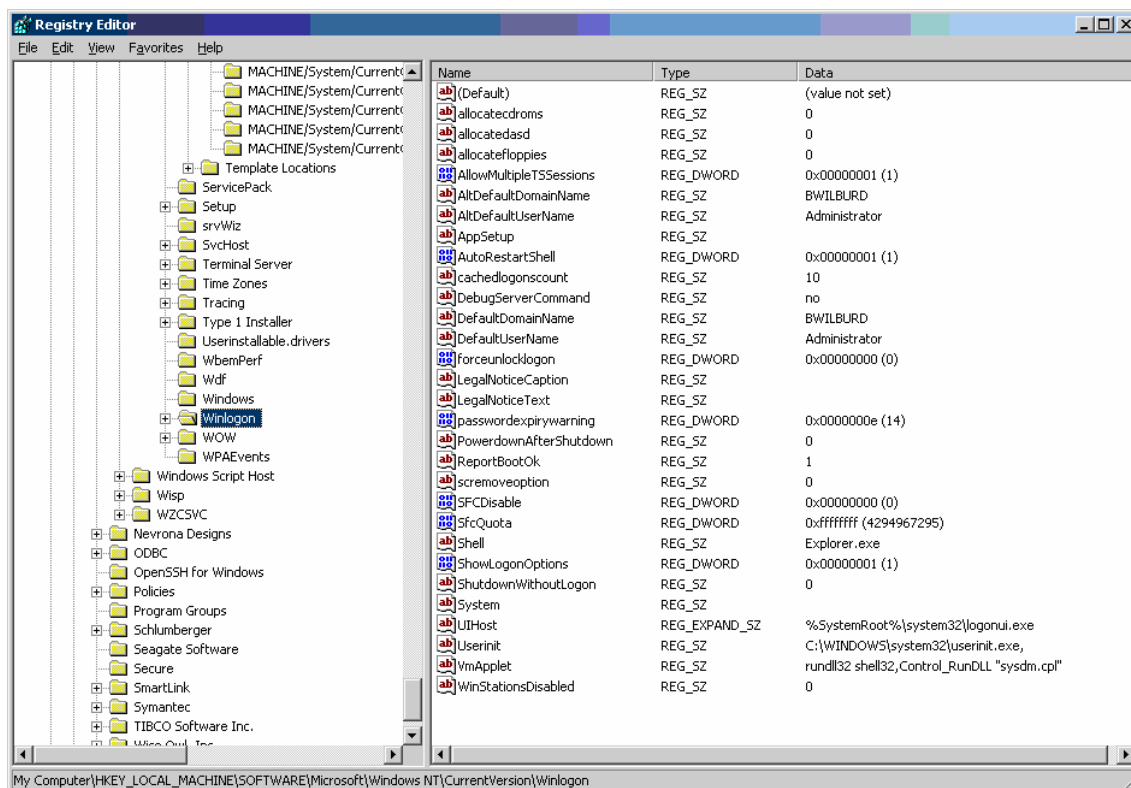 Registry Editor
File Edit View Favorites Help
MACHINE/System/Current
MACHINE/System/Current
MACHINE/System/Current
MACHINE/System/Current
MACHINE/System/Current
Template Locations
ServicePack
Setup
srvWiz
SvcHost
Terminal Server
Time Zones
Tracing
Type 1 Installer
Userinstallable.drivers
WbemPerf
Wdf
Windows
Winlogon
WOW
WPAEvents
Windows Script Host
Wisp
WZCSVC
Nevrona Designs
ODBC
OpenSSH for Windows
Policies
Program Groups
Schlumberger
Seagate Software
Secure
SmartLink
Symantec
TIBCO Software Inc.
Wise Owl, Inc.
Name Type Data
(Default) REG_SZ (value not set)
allocatecdroms REG_SZ 0
allocatedasd REG_SZ 0
allocatefloppies REG_SZ 0
AllowMultipleTSSessions REG_DWORD 0x00000001 (1)
AltDefaultDomainName REG_SZ BWILBURD
AltDefaultUserName REG_SZ Administrator
AppSetup REG_SZ
AutoRestartShell REG_DWORD 0x00000001 (1)
cachedlogonscount REG_SZ 10
DebugServerCommand REG_SZ no
DefaultDomainName REG_SZ BWILBURD
DefaultUserName REG_SZ Administrator
forceunlocklogon REG_DWORD 0x00000000 (0)
LegalNoticeCaption REG_SZ
LegalNoticeText REG_SZ
passwordexpirywarning REG_DWORD 0x0000000e (14)
PowerdownAfterShutdown REG_SZ 0
ReportBootOk REG_SZ 1
scremoveoption REG_SZ 0
SFCDisable REG_DWORD 0x00000000 (0)
SfcQuota REG_DWORD 0xffffffff (4294967295)
Shell REG_SZ Explorer.exe
ShowLogonOptions REG_DWORD 0x00000001 (1)
ShutdownWithoutLogon REG_SZ 0
System REG_SZ
UIHost REG_EXPAND_SZ %SystemRoot%\system32\logonui.exe
Userinit REG_SZ C:\WINDOWS\system32\userinit.exe,
VmApplet REG_SZ rundll32 shell32,Control_RunDLL "sysdm.cpl"
WinStationsDisabled REG_SZ 0
My Computer\HKEY_LOCAL_MACHINE\SOFTWARE\Microsoft\Windows NT\CurrentVersion\Winlogon